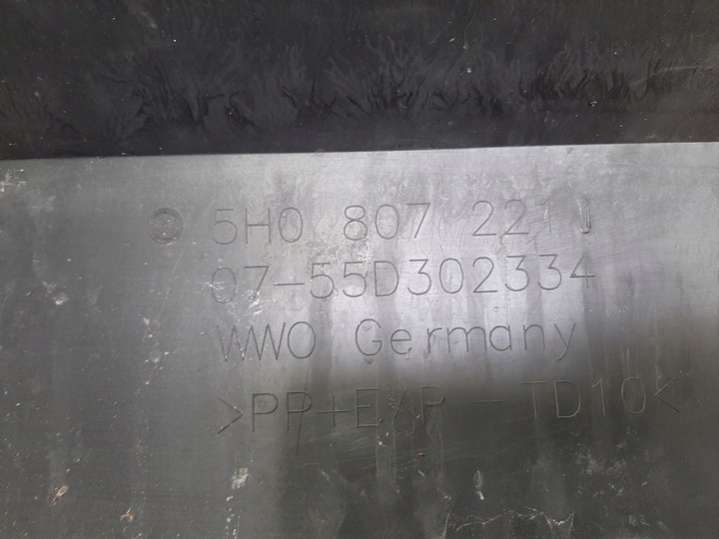 5H0 807 221 J
07-55D302334
WWO Germany
>PP+E/P - TD10<